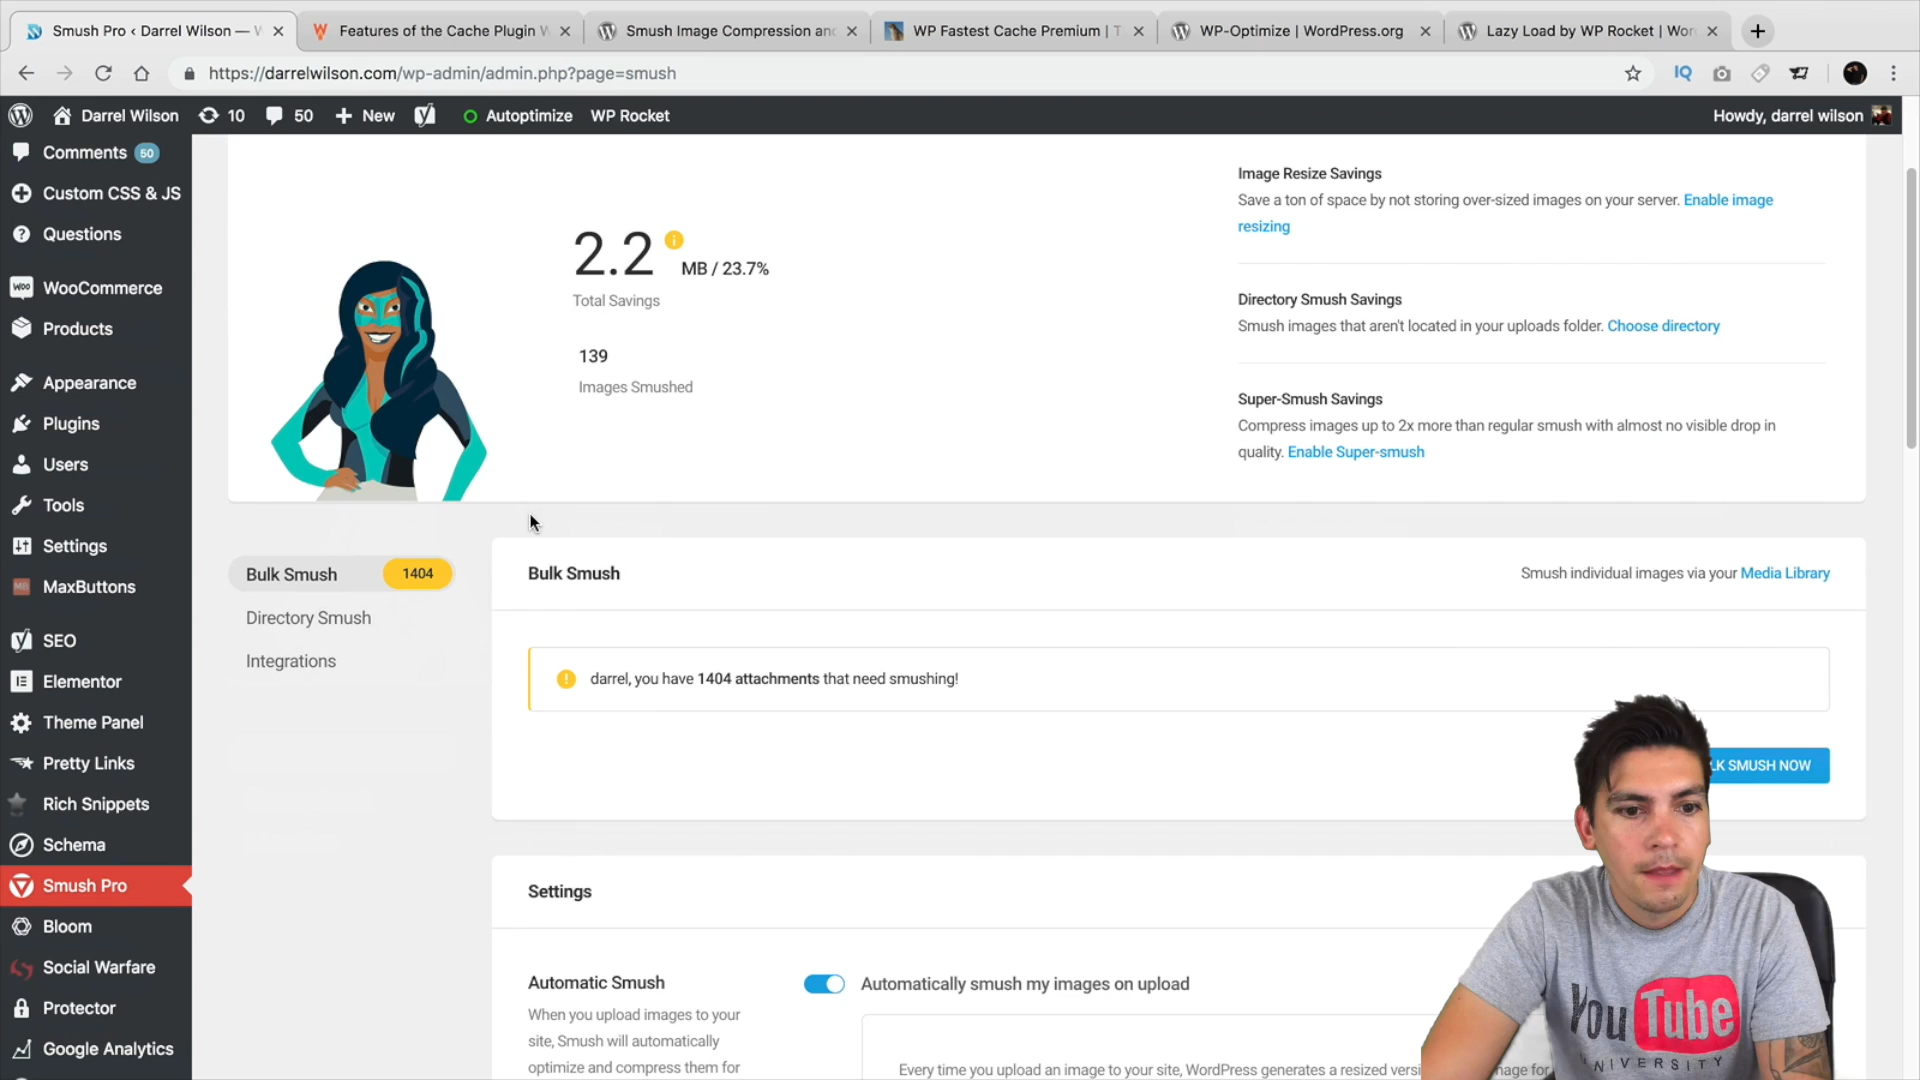 Smush Pro ‹ Darrel Wilson —
Features of the Cache Plugin
Smush Image Compression and
WP Fastest Cache Premium |
WP-Optimize | WordPress.org
Lazy Load by WP Rocket | Wor
https://darrelwilson.com/wp-admin/admin.php?page=smush
IQ
Darrel Wilson
10
50
New
Autoptimize
WP Rocket
Howdy, darrel wilson
Comments 50
Custom CSS & JS
Questions
WooCommerce
Products
Appearance
Plugins
Users
Tools
Settings
MaxButtons
SEO
Elementor
Theme Panel
Pretty Links
Rich Snippets
Schema
Smush Pro
Bloom
Social Warfare
Protector
Google Analytics
2.2
MB / 23.7%
Total Savings
139
Images Smushed
Image Resize Savings
Save a ton of space by not storing over-sized images on your server. Enable image
resizing
Directory Smush Savings
Smush images that aren't located in your uploads folder. Choose directory
Super-Smush Savings
Compress images up to 2x more than regular smush with almost no visible drop in
quality. Enable Super-smush
Bulk Smush 1404
Directory Smush
Integrations
Bulk Smush
Smush individual images via your Media Library
darrel, you have 1404 attachments that need smushing!
SMUSH NOW
Settings
Automatic Smush
When you upload images to your
site, Smush will automatically
optimize and compress them for
Automatically smush my images on upload
Every time you upload an image to your site, WordPress generates a resized versi
mage for
You Tube
NIVERSITY